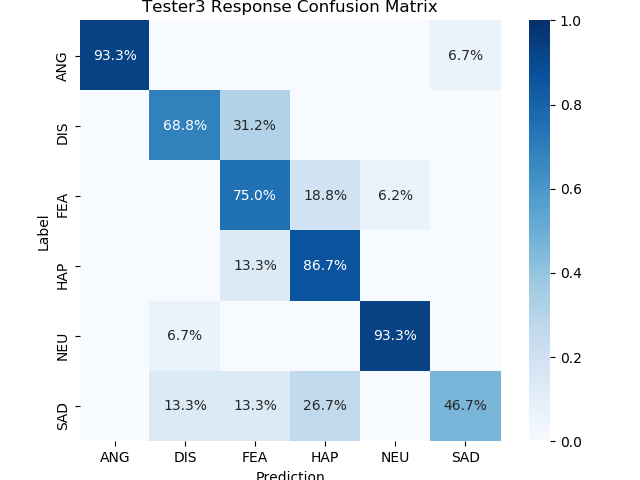 Tester3 Response Confusion Matrix
ANG 93.3% 6.7%
DIS 68.8% 31.2%
FEA 75.0% 18.8% 6.2%
HAP 13.3% 86.7%
NEU 6.7% 93.3%
SAD 13.3% 13.3% 26.7% 46.7%
ANG DIS FEA HAP NEU SAD
Prediction
Label
1.0
0.8
0.6
0.4
0.2
0.0